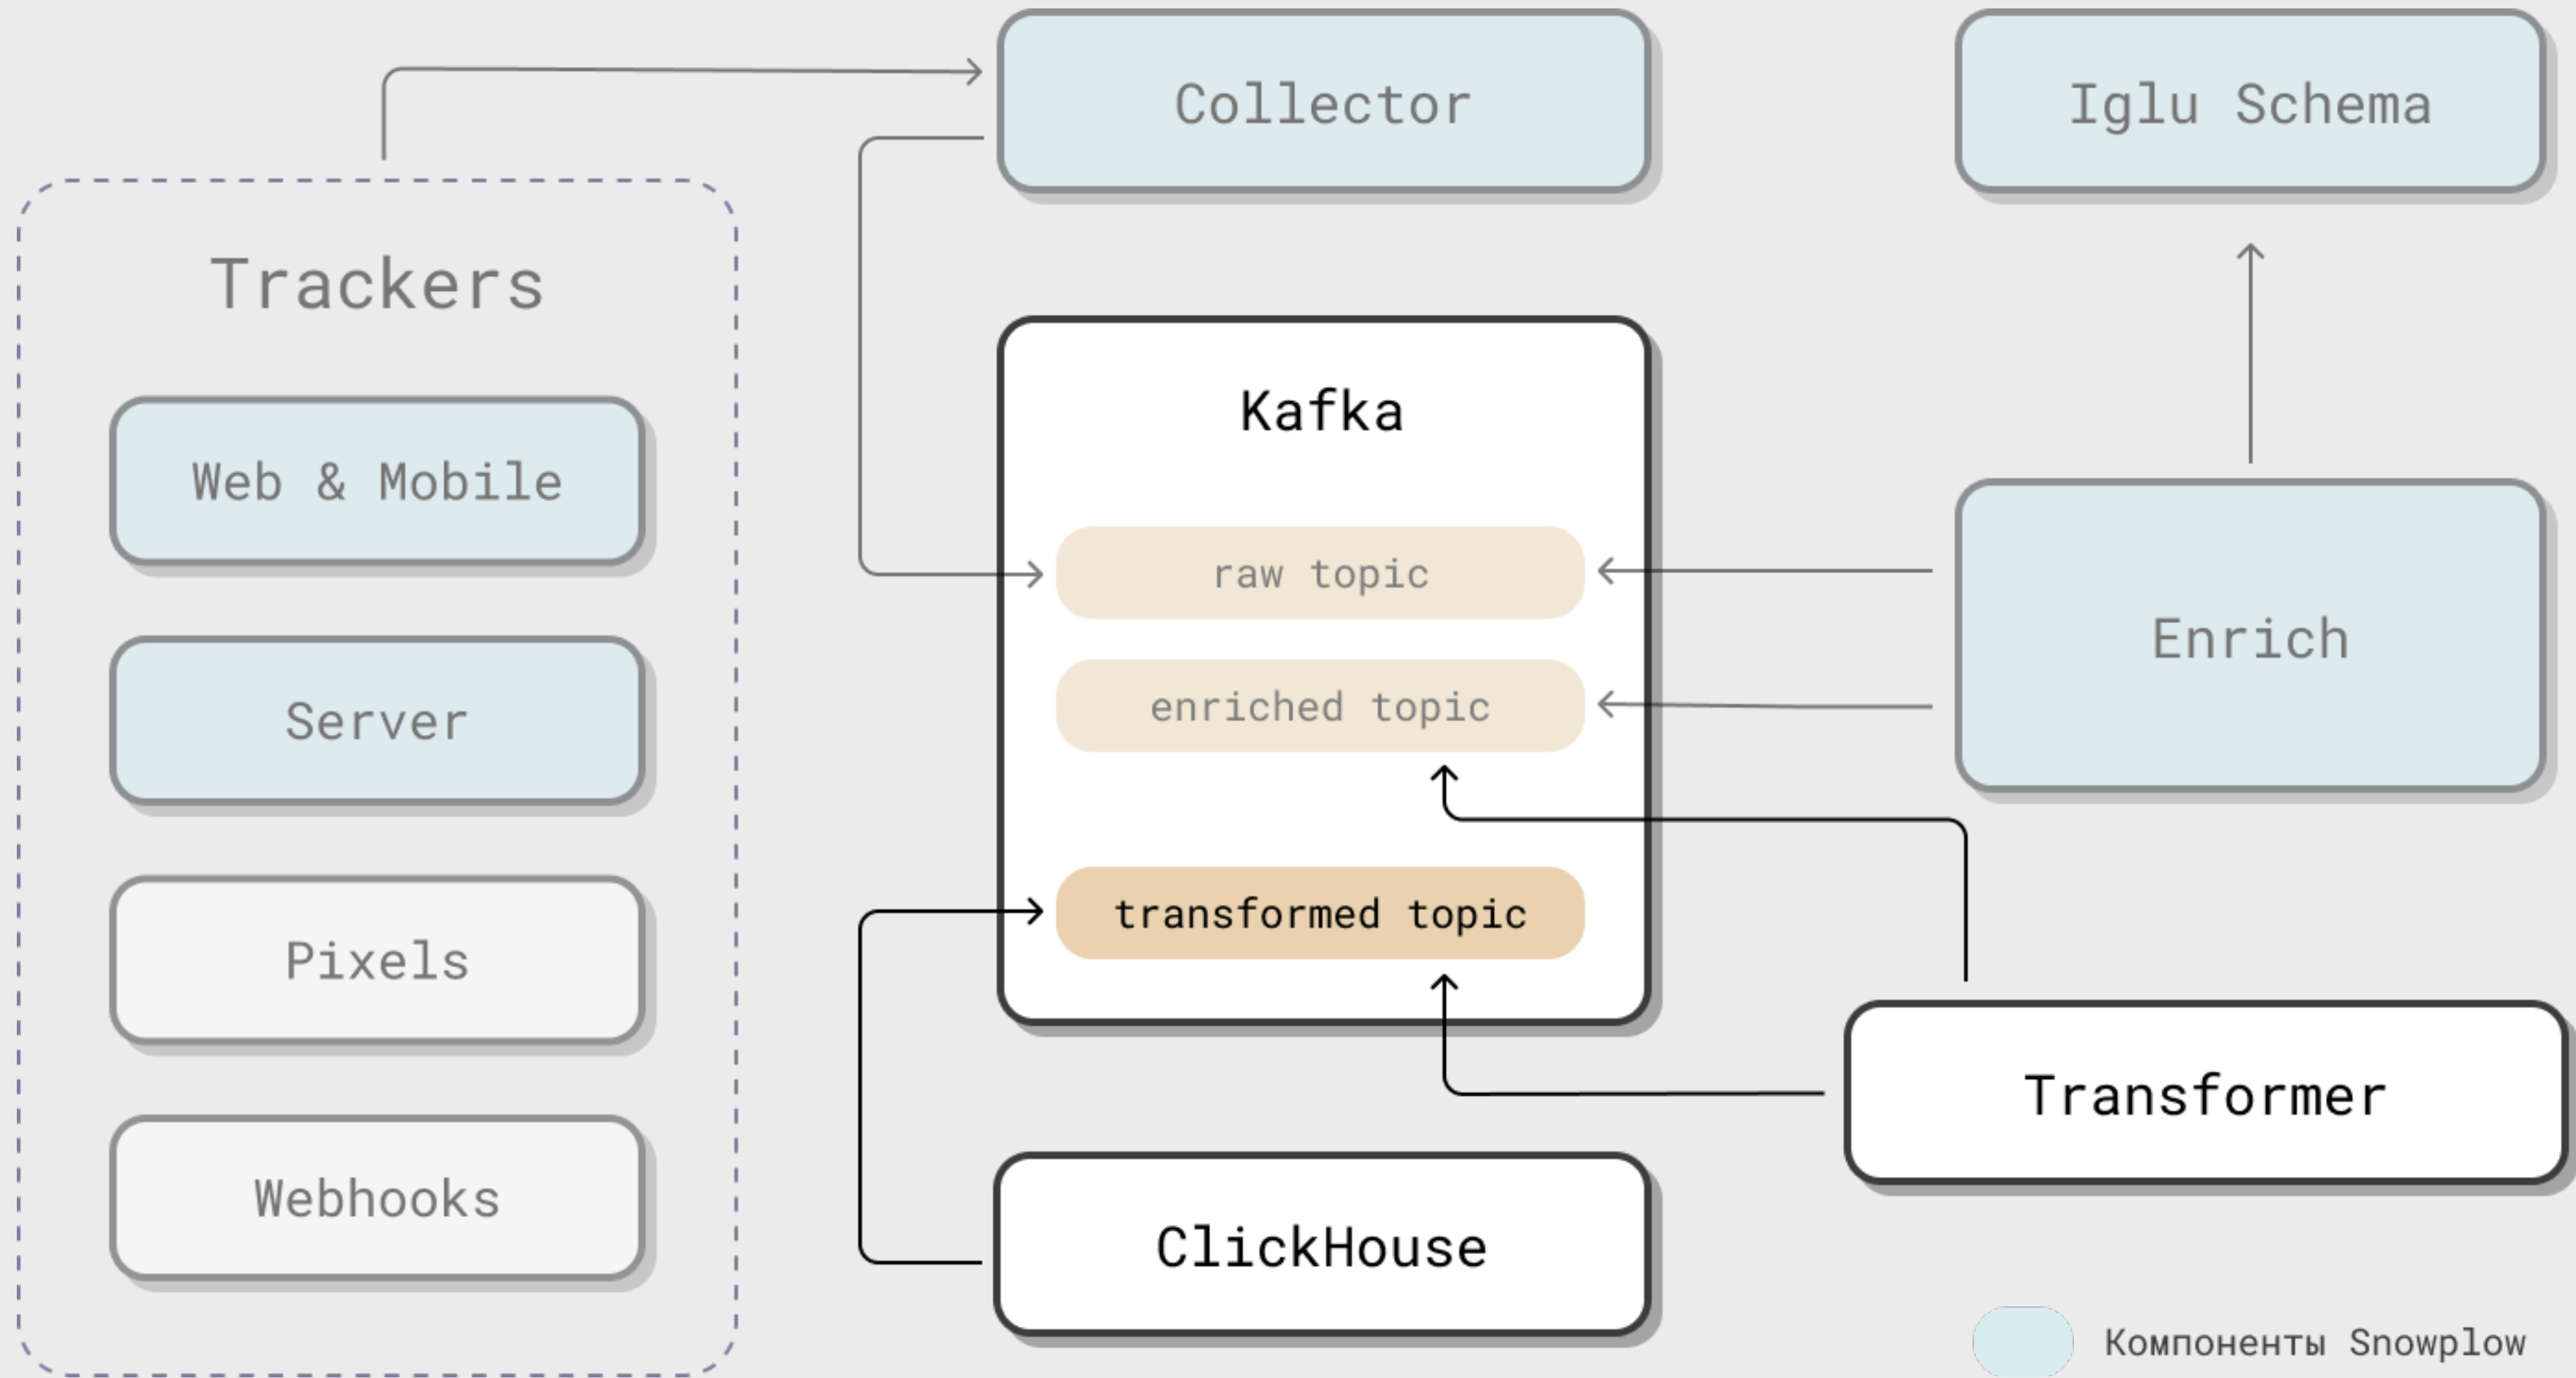 Collector
Iglu Schema
Trackers
Web & Mobile
Server
Pixels
Webhooks
Kafka
raw topic
enriched topic
transformed topic
Enrich
Transformer
ClickHouse
Компоненты Snowplow